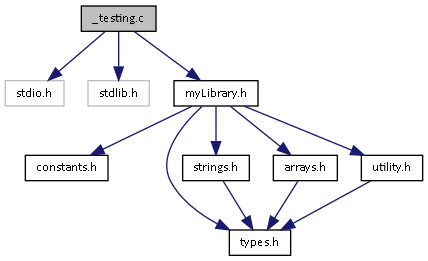 _testing.c
stdio.h
stdlib.h
myLibrary.h
constants.h
strings.h
arrays.h
utility.h
types.h